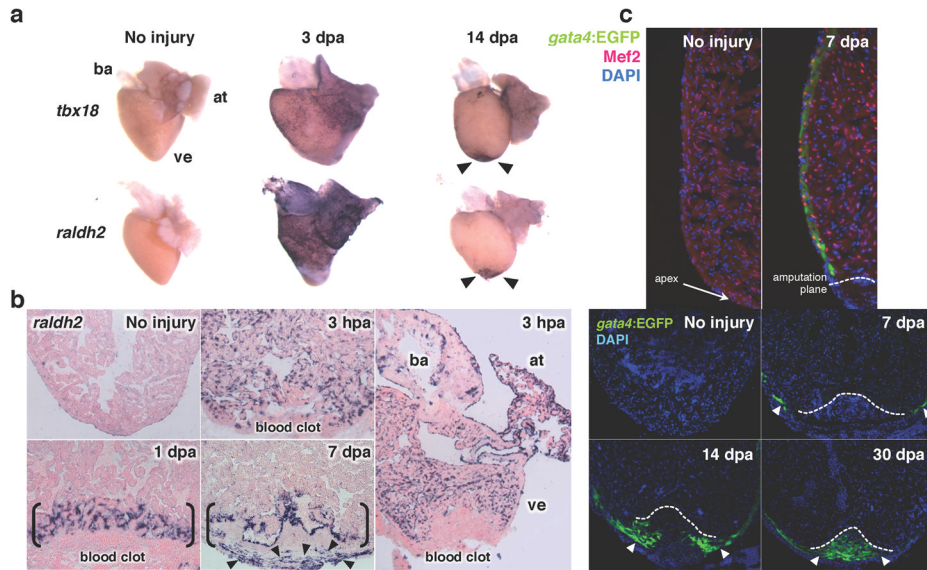 a
No injury
3 dpa
14 dpa
ba
at
tbx18
ve
raldh2
b
raldh2
No injury
3 hpa
3 hpa
ba
at
blood clot
1 dpa
7 dpa
ve
blood clot
blood clot
c
gata4:EGFP
Mef2
DAPI
No injury
7 dpa
apex
amputation
plane
gata4:EGFP
DAPI
No injury
7 dpa
14 dpa
30 dpa